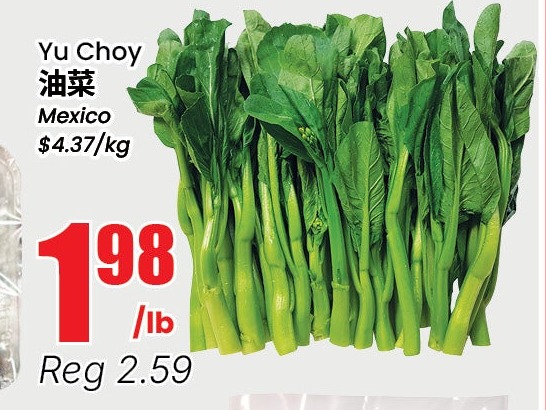 Yu Choy
油菜
Mexico
$4.37/kg
1.98
/lb
Reg 2.59